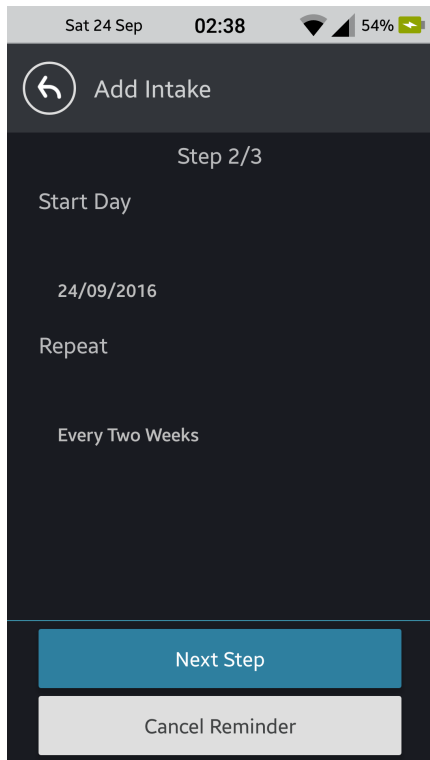 Sat 24 Sep 02:38 54%
Add Intake
Step 2/3
Start Day
24/09/2016
Repeat
Every Two Weeks
Next Step
Cancel Reminder